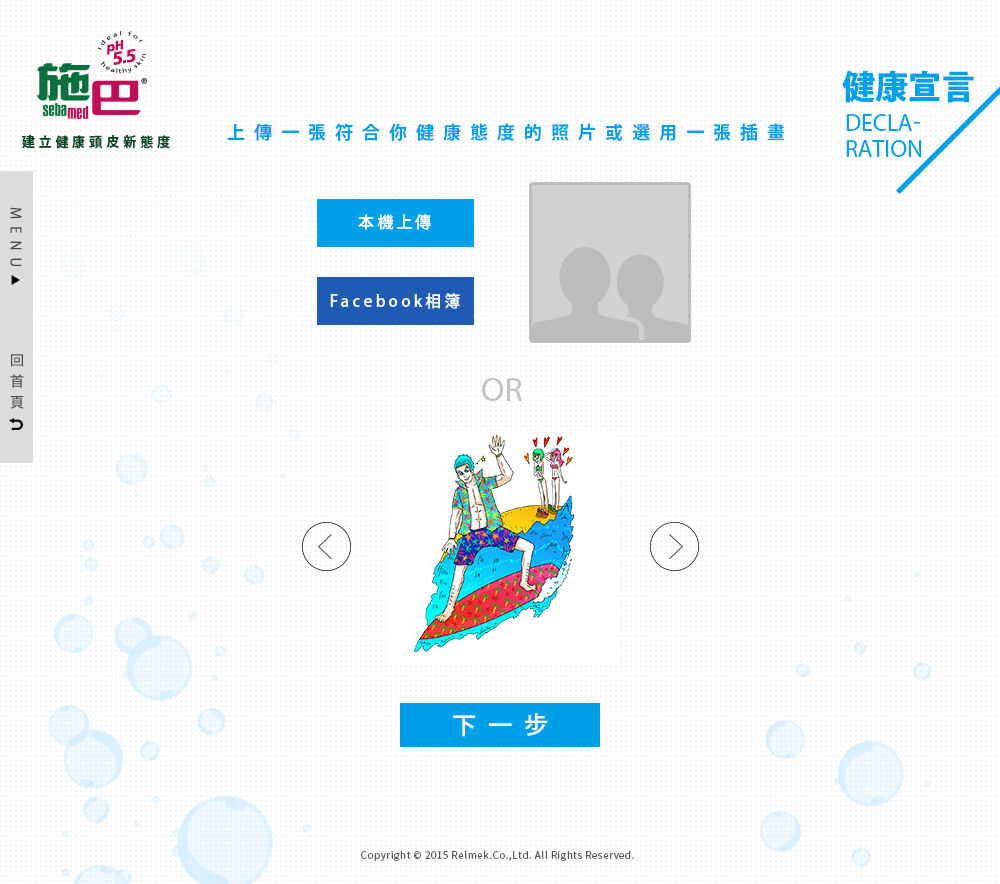 ideal for
pH
5.5
healthy skin
施巴®
sebamed
建立健康頭皮新態度
健康宣言
DECLA-
RATION
上傳一張符合你健康態度的照片或選用一張插畫
MENU
回首頁
本機上傳
Facebook相簿
OR
下一步
Copyright © 2015 Relmek.Co.,Ltd. All Rights Reserved.